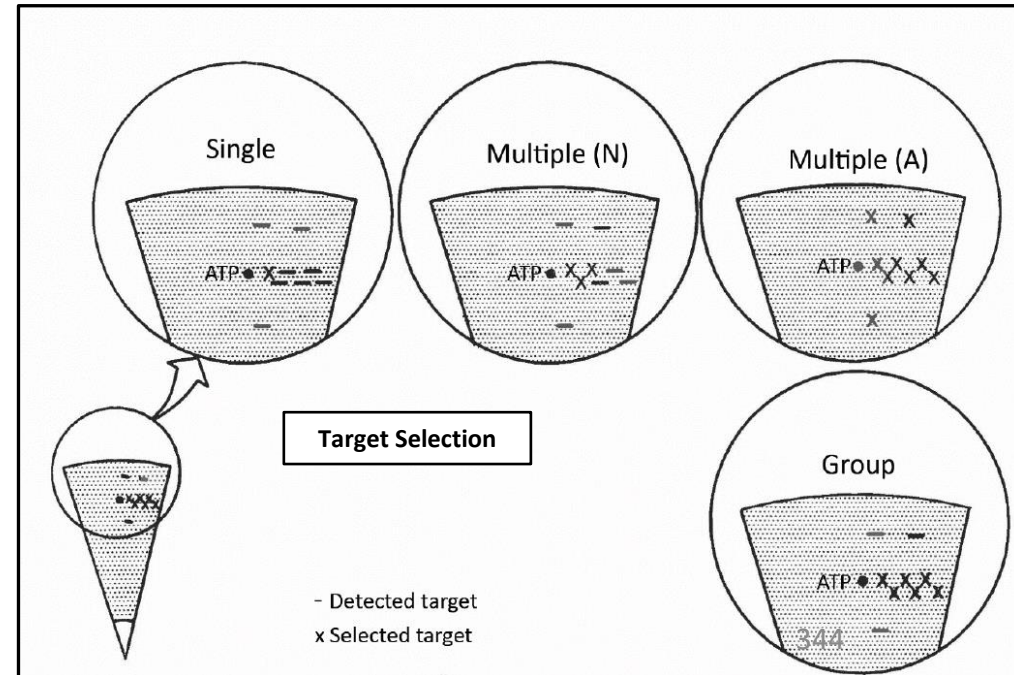 Single
Multiple (N)
Multiple (A)
ATP
ATP
ATP
Target Selection
Group
ATP
- Detected target
x Selected target
344